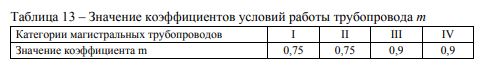 Таблица 13 – Значение коэффициентов условий работы трубопровода m
Категории магистральных трубопроводов I II III IV
Значение коэффициента m 0,75 0,75 0,9 0,9